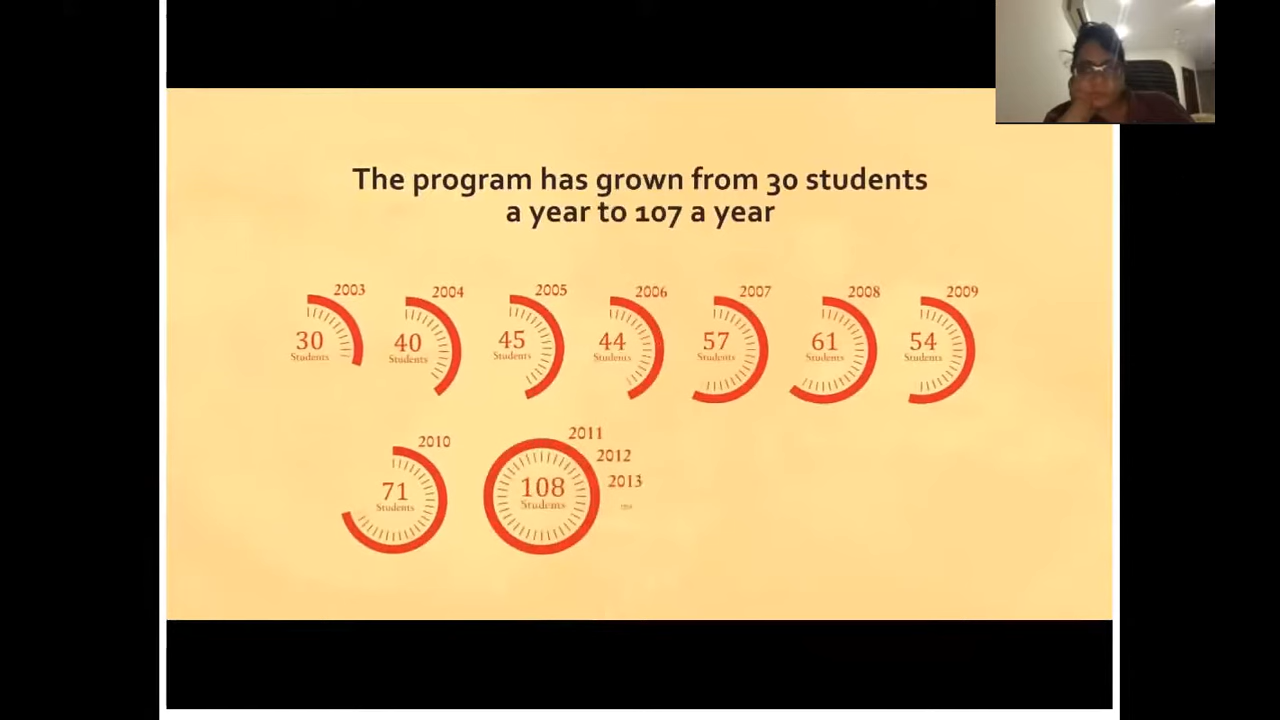 The program has grown from 30 students
a year to 107 a year
2003
30
Students
2004
40
Students
2005
45
Students
2006
44
Students
2007
57
Students
2008
61
Students
2009
54
Students
2010
71
Students
2011
2012
2013
108
Students